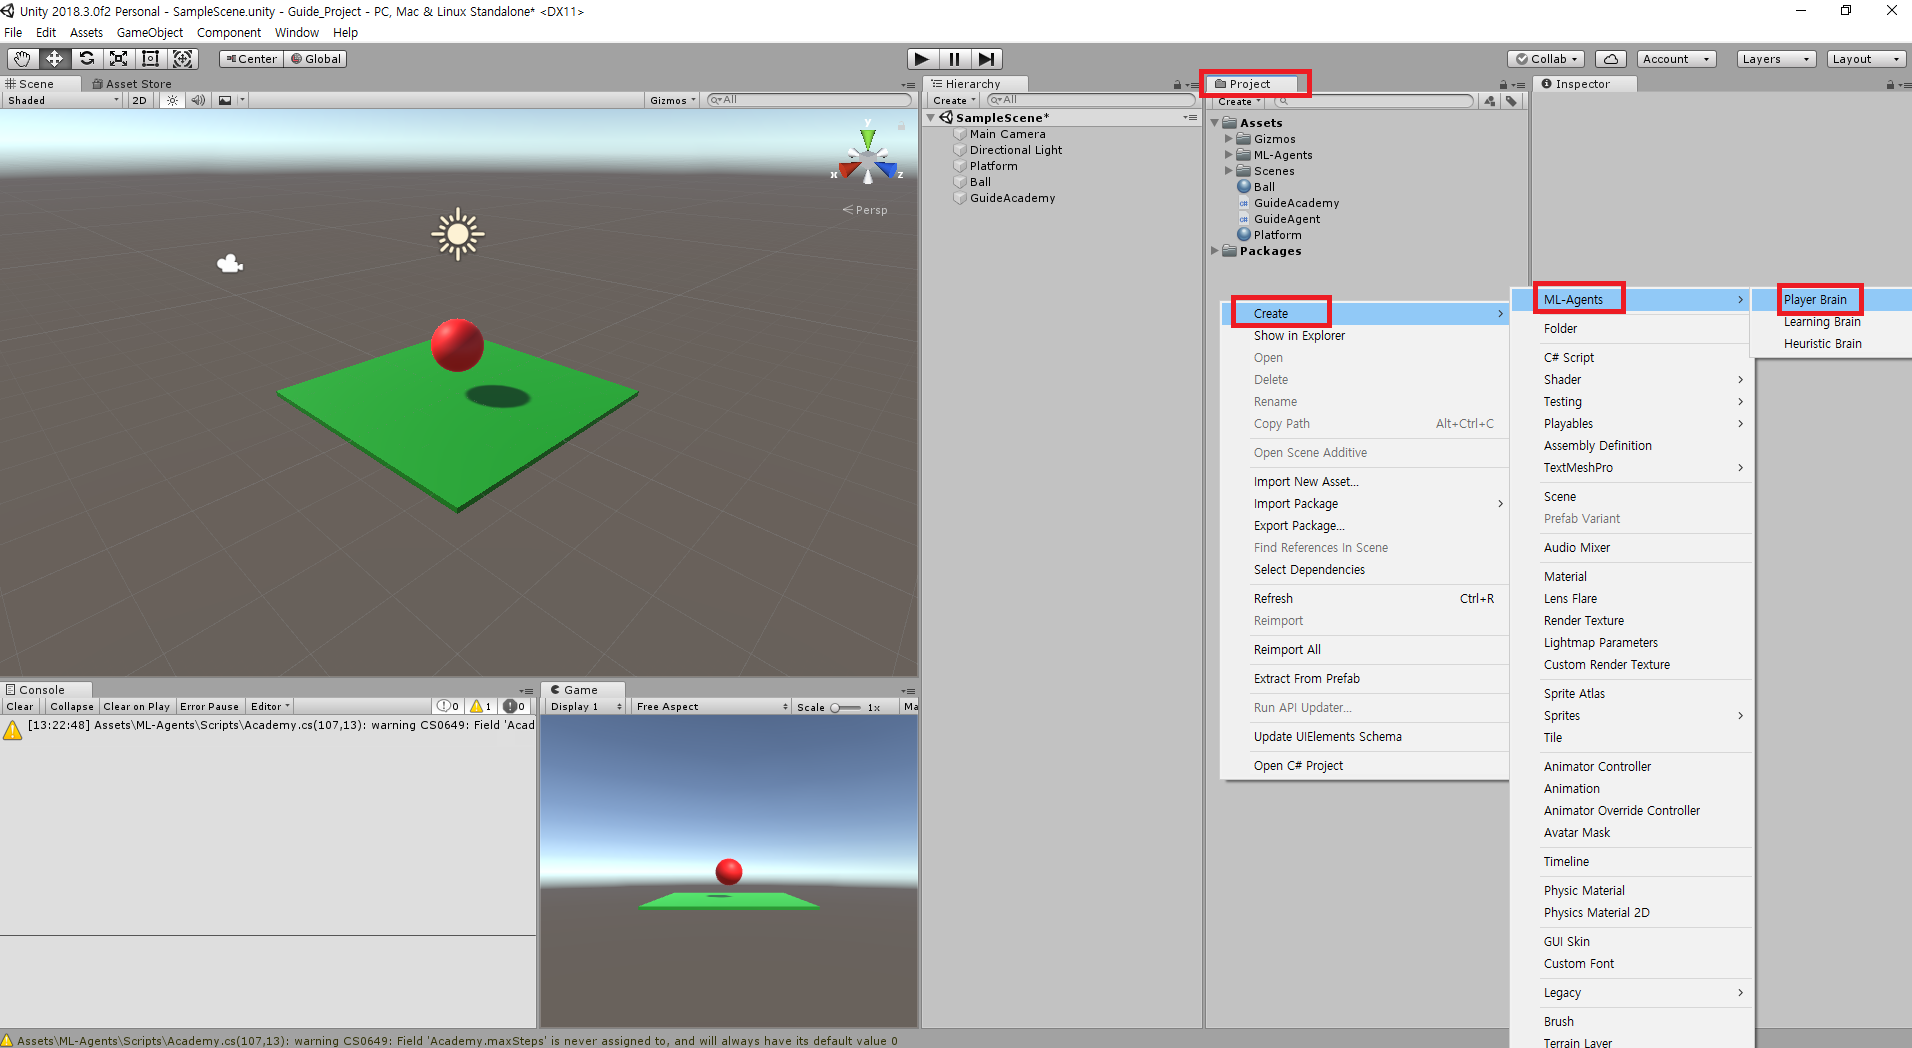 Unity 2018.3.0f2 Personal - SampleScene.unity - Guide_Project - PC, Mac & Linux Standalone* <DX11>
File Edit Assets GameObject Component Window Help
Center Global
Collab Account Layers Layout
Scene Asset Store
Shaded 2D Gizmos All
y
x
z
Persp
Hierarchy
Create All
SampleScene*
Main Camera
Directional Light
Platform
Ball
GuideAcademy
Project
Create
Assets
Gizmos
ML-Agents
Scenes
Ball
GuideAcademy
GuideAgent
Platform
Packages
Inspector
Create
Show in Explorer
Open
Delete
Rename
Copy Path Alt+Ctrl+C
Open Scene Additive
Import New Asset...
Import Package
Export Package...
Find References In Scene
Select Dependencies
Refresh Ctrl+R
Reimport
Reimport All
Extract From Prefab
Run API Updater...
Update UIElements Schema
Open C# Project
ML-Agents
Folder
C# Script
Shader
Testing
Playables
Assembly Definition
TextMeshPro
Scene
Prefab Variant
Audio Mixer
Material
Lens Flare
Render Texture
Lightmap Parameters
Custom Render Texture
Sprite Atlas
Sprites
Tile
Animator Controller
Animation
Animator Override Controller
Avatar Mask
Timeline
Physic Material
Physics Material 2D
GUI Skin
Custom Font
Legacy
Brush
Terrain Layer
Player Brain
Learning Brain
Heuristic Brain
Console
Clear Collapse Clear on Play Error Pause Editor 0 1 0
[13:22:48] Assets\ML-Agents\Scripts\Academy.cs(107,13): warning CS0649: Field 'Acad
Game
Display 1 Free Aspect Scale 1x Ma
Assets\ML-Agents\Scripts\Academy.cs(107,13): warning CS0649: Field 'Academy.maxSteps' is never assigned to, and will always have its default value 0